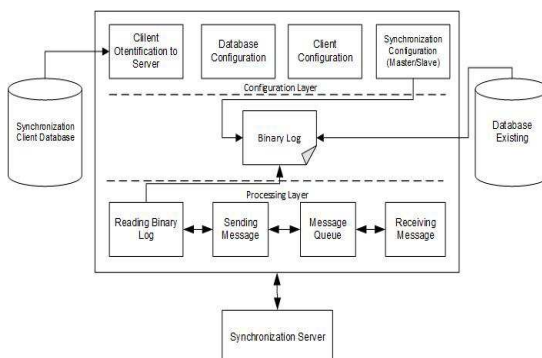 Cliient
Otentification to
Server
Database
Configuration
Client
Configuration
Synchronization
Configuration
(Master/Slave)
Configuration Layer
Synchronization
Client Database
Binary Log
Database
Existing
Processing Layer
Reading Binary
Log
Sending
Message
Message
Queue
Receiving
Message
Synchronization Server